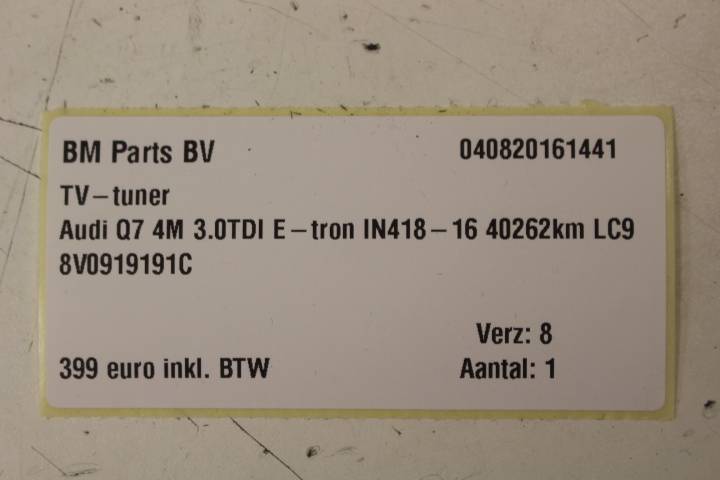 BM Parts BV 040820161441
TV-tuner
Audi Q7 4M 3.0TDI E-tron IN418-16 40262km LC9
8V0919191C
Verz: 8
399 euro inkl. BTW Aantal: 1